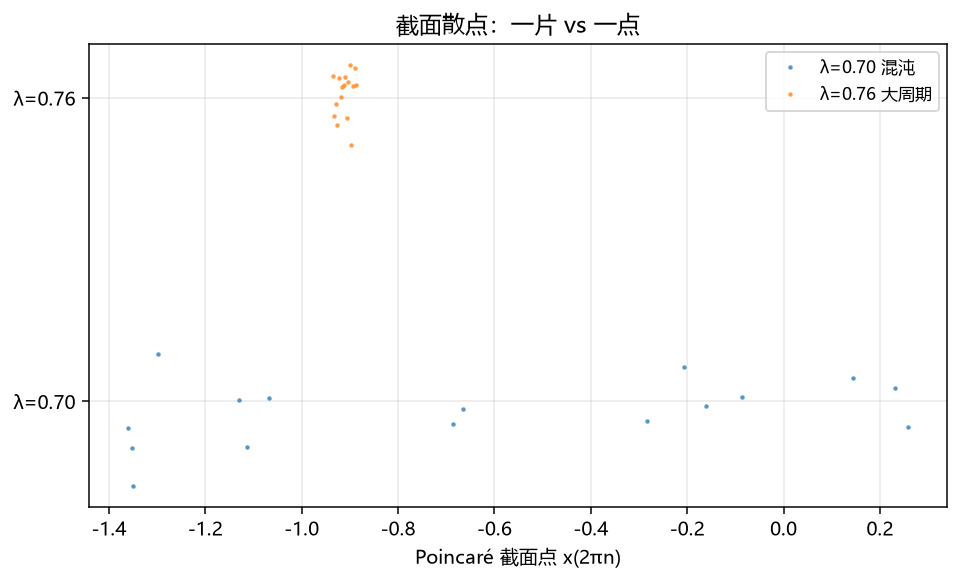 截面散点：一片 vs 一点
λ=0.70 混沌
λ=0.76 大周期
λ=0.76
λ=0.70
-1.4 -1.2 -1.0 -0.8 -0.6 -0.4 -0.2 0.0 0.2
Poincaré 截面点 x(2πn)